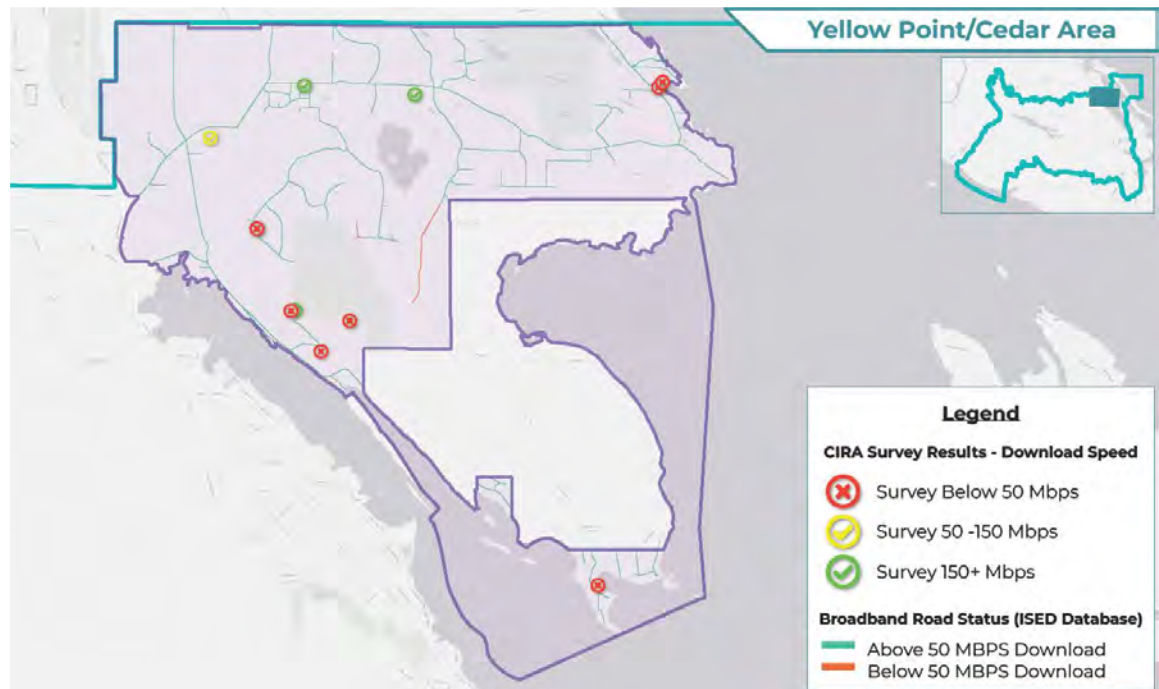 Yellow Point/Cedar Area
Legend
CIRA Survey Results - Download Speed
Survey Below 50 Mbps
Survey 50 -150 Mbps
Survey 150+ Mbps
Broadband Road Status (ISED Database)
Above 50 MBPS Download
Below 50 MBPS Download